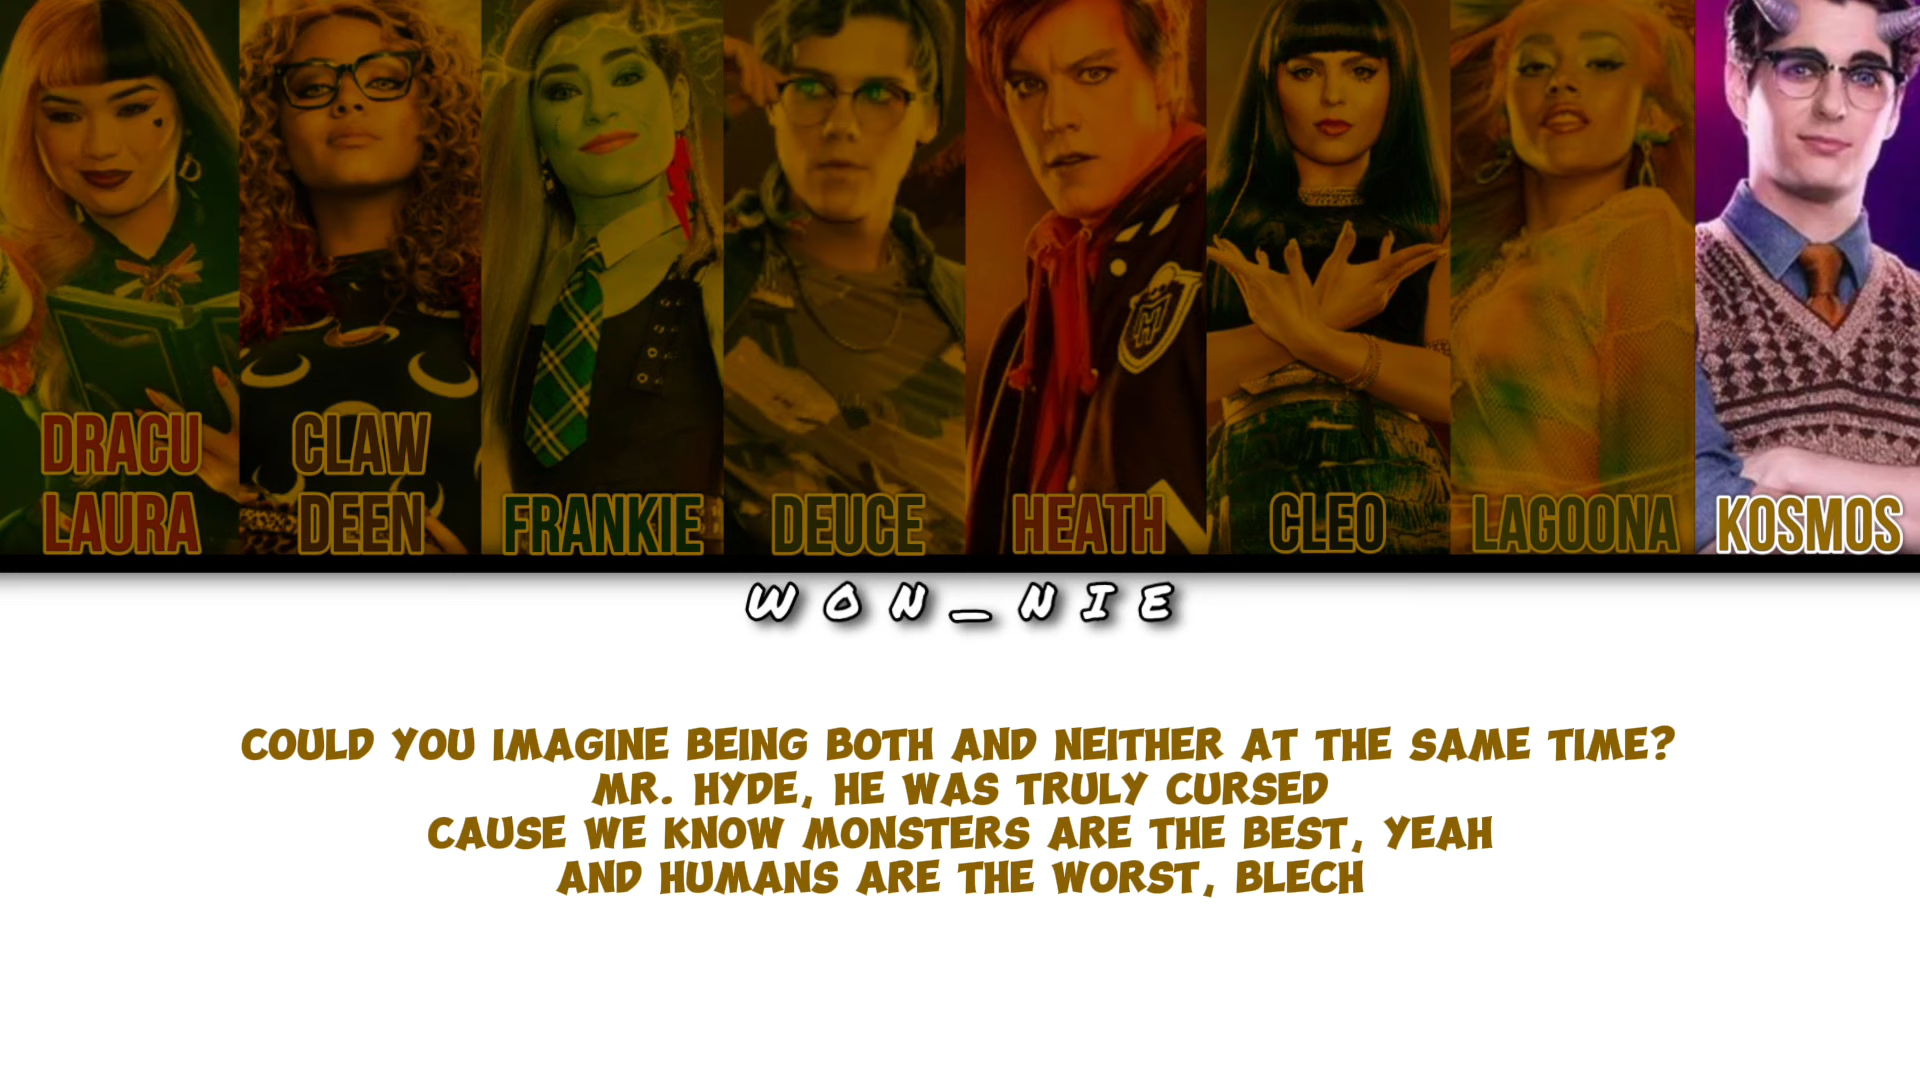 DRACU
LAURA
CLAW
DEEN
FRANKIE
DEUCE
HEATH
CLEO
LAGOONA
KOSMOS
WON_NIE
COULD YOU IMAGINE BEING BOTH AND NEITHER AT THE SAME TIME?
MR. HYDE, HE WAS TRULY CURSED
CAUSE WE KNOW MONSTERS ARE THE BEST, YEAH
AND HUMANS ARE THE WORST, BLECH